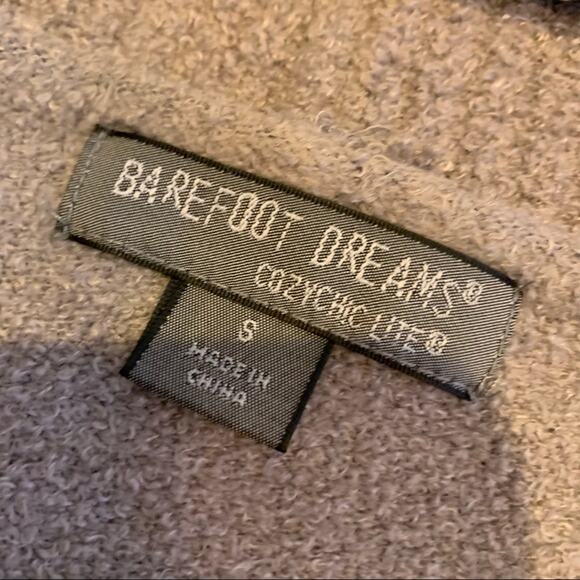 BAREFOOT DREAMS®
COZYCHIC LITE®
S
MADE IN
CHINA